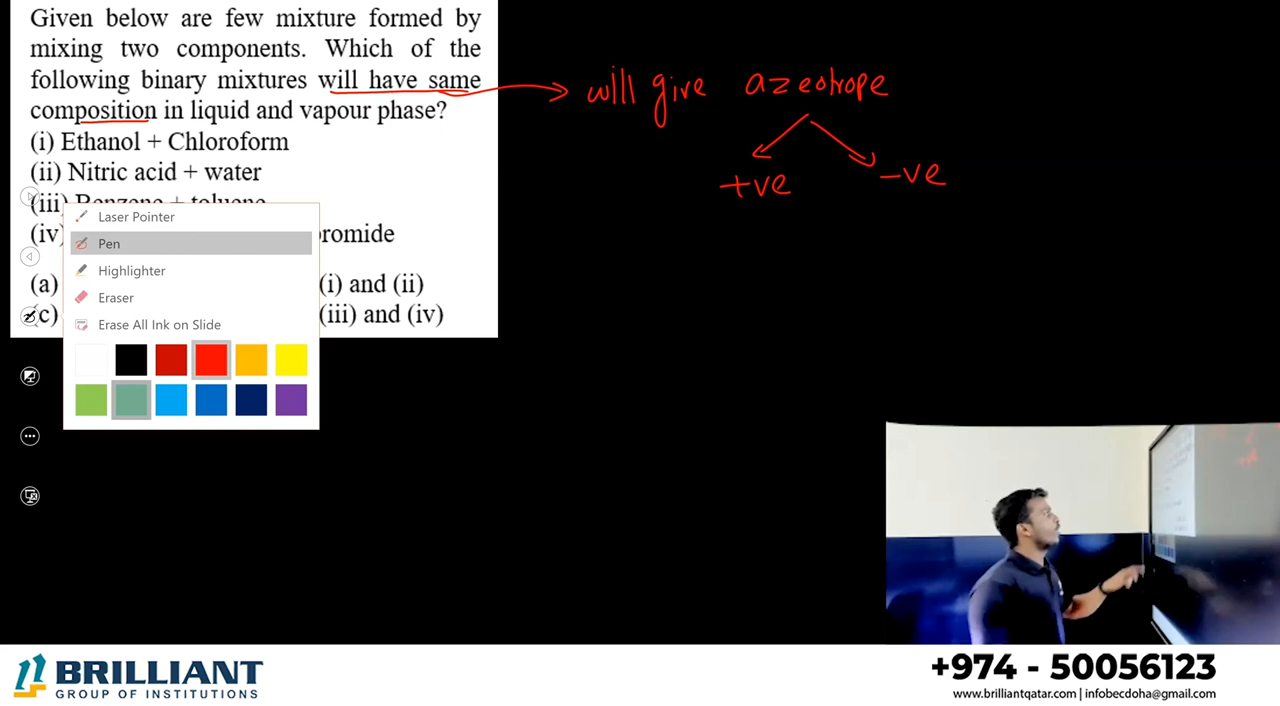 Given below are few mixture formed by
mixing two components. Which of the
following binary mixtures will have same
composition in liquid and vapour phase?
(i) Ethanol + Chloroform
(ii) Nitric acid + water
(iii) Benzene + toluene
(iv) romide
(a) (i) and (ii)
(c) (iii) and (iv)
will give azeotrope
+ve -ve
Laser Pointer
Pen
Highlighter
Eraser
Erase All Ink on Slide
BRILLIANT
GROUP OF INSTITUTIONS
+974 - 50056123
www.brilliantqatar.com | infobecdoha@gmail.com